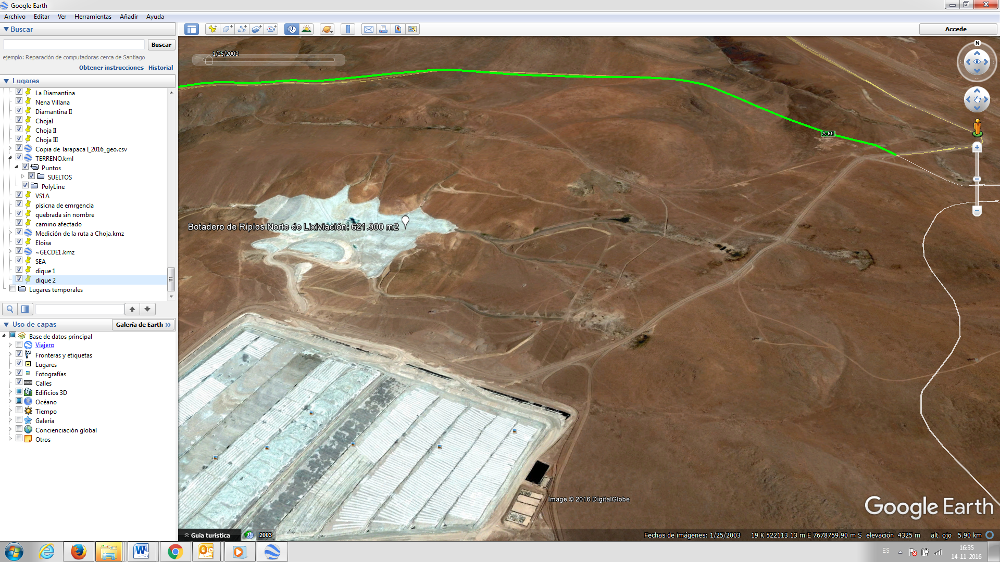 Google Earth
Archivo Editar Ver Herramientas Añadir Ayuda
Buscar
Buscar
ejemplo: Reparación de computadoras cerca de Santiago
Obtener instrucciones Historial
Lugares
La Diamantina
Nena Villana
Diamantina II
ChojaI
Choja II
Choja III
Copia de Tarapaca I_2016_geo.csv
TERRENO.kml
Puntos
SUELTOS
PolyLine
VS1A
pisicna de emrgencia
quebrada sin nombre
camino afectado
Medición de la ruta a Choja.kmz
Eloisa
~GECDE1.kmz
SEA
dique 1
dique 2
Lugares temporales
Uso de capas
Galería de Earth >>
Base de datos principal
Viajero
Fronteras y etiquetas
Lugares
Fotografías
Calles
Edificios 3D
Océano
Tiempo
Galería
Concienciación global
Otros
Accede
1/25/2003
N
A-85
Botadero de Ripios Norte de Lixiviación: 621.900 m2
Image © 2016 DigitalGlobe
Google Earth
Guía turística
2003
Fechas de imágenes: 1/25/2003 19 K 522113.13 m E 7678759.90 m S elevación 4325 m alt. ojo 5.90 km
ES
16:35
14-11-2016